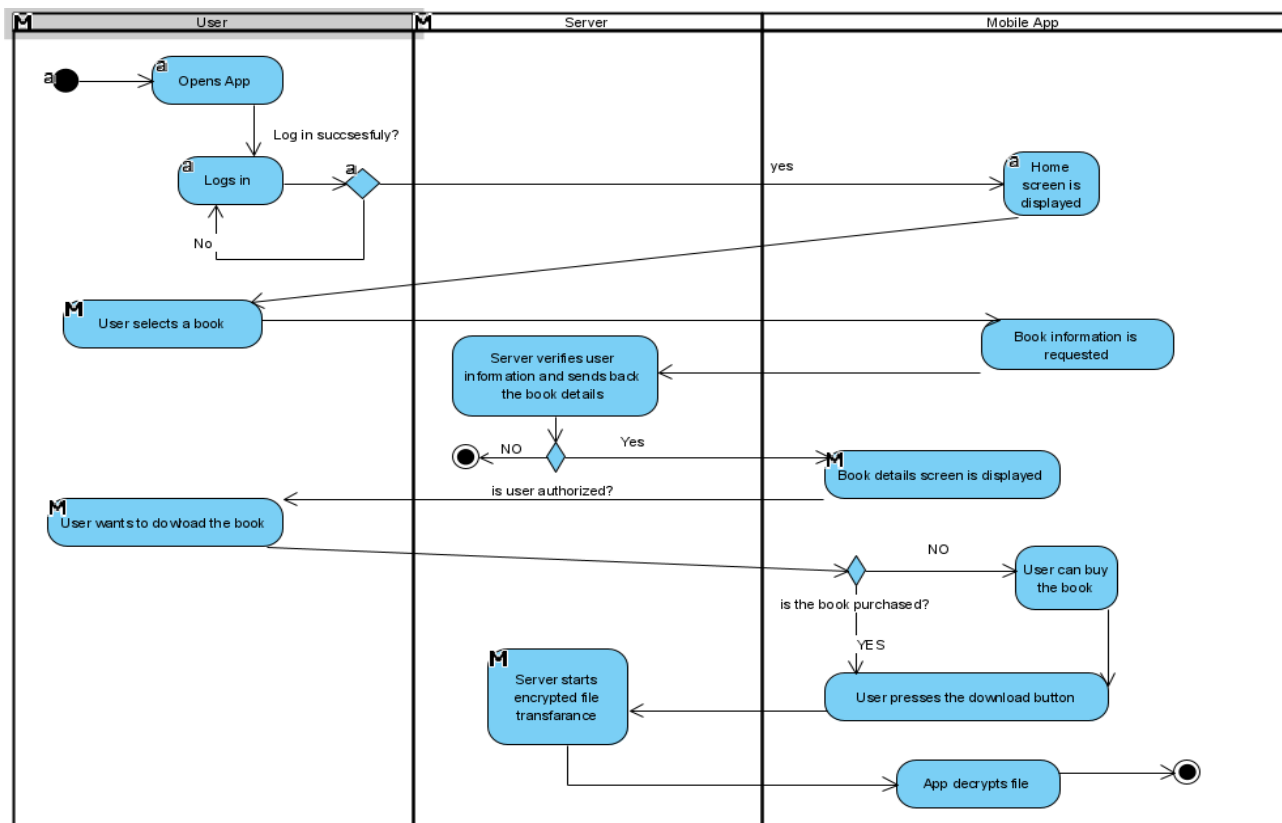 M User
M Server
Mobile App
a
a
Opens App
Log in succsesfuly?
a
Logs in
a
yes
a
Home
screen is
displayed
No
M
User selects a book
Book information is
requested
Server verifies user
information and sends back
the book details
NO
Yes
M
Book details screen is displayed
is user authorized?
M
User wants to dowload the book
NO
User can buy
the book
is the book purchased?
YES
M
Server starts
encrypted file
transfarance
User presses the download button
App decrypts file